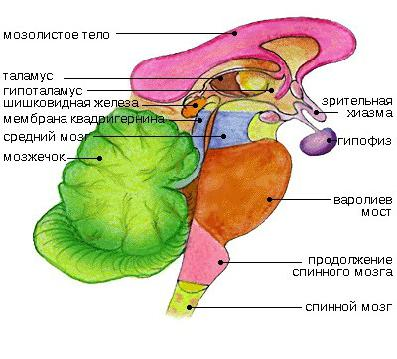 мозолистое тело
таламус
гипоталамус
шишковидная железа
мембрана квадригернина
средний мозг
мозжечок
зрительная
хиазма
гипофиз
варолиев
мост
продолжение
спинного мозга
спинной мозг